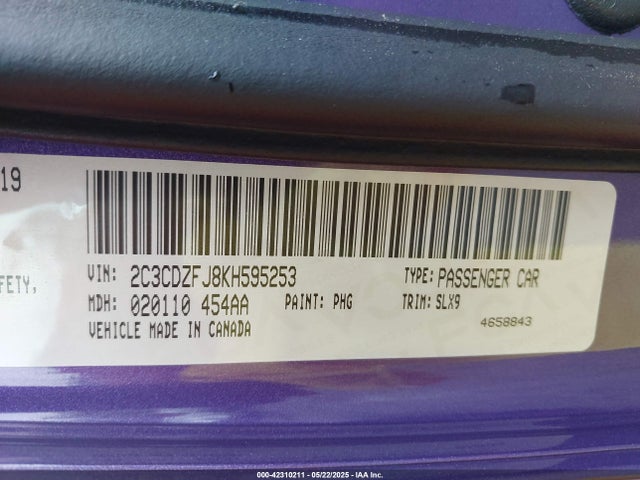 19
FETY,
VIN: 2C3CDZFJ8KH595253 TYPE: PASSENGER CAR
MDH: 020110 454AA PAINT: PHG TRIM: SLX9
VEHICLE MADE IN CANADA 4658843
000-42310211 - 05/22/2025 - IAA Inc.